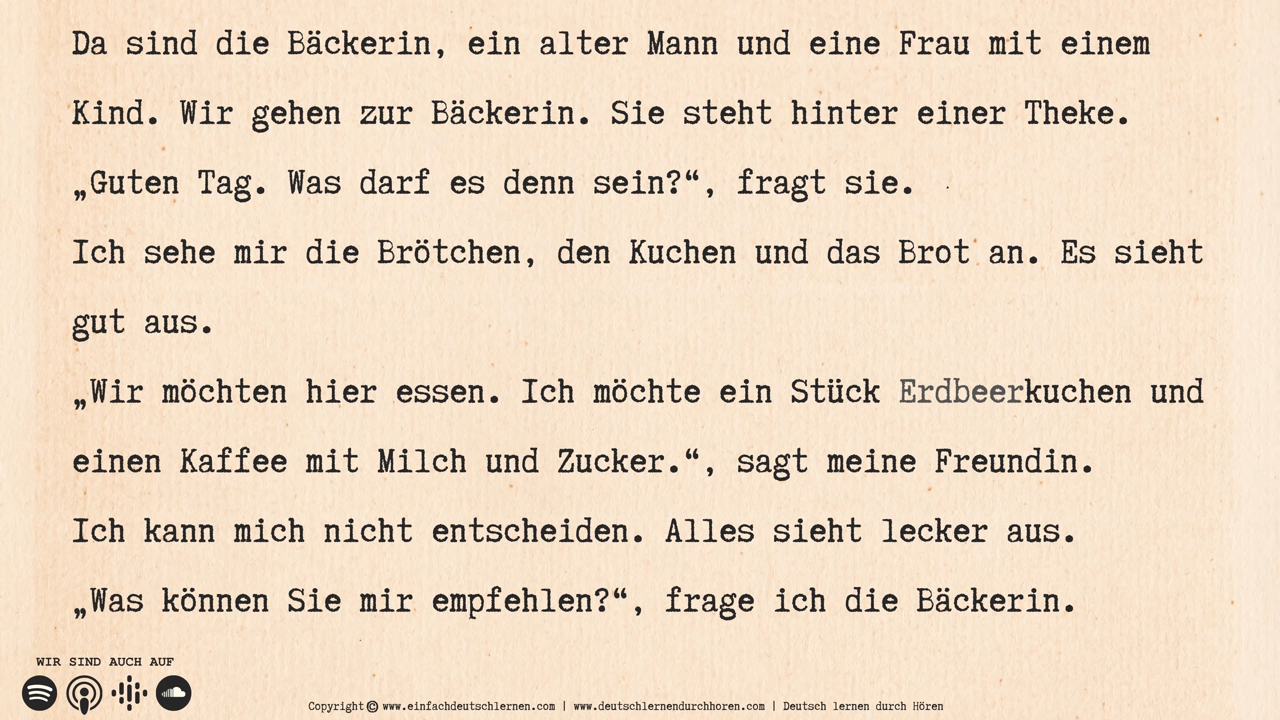 Da sind die Bäckerin, ein alter Mann und eine Frau mit einem
Kind. Wir gehen zur Bäckerin. Sie steht hinter einer Theke.
„Guten Tag. Was darf es denn sein?“, fragt sie.
Ich sehe mir die Brötchen, den Kuchen und das Brot an. Es sieht
gut aus.
„Wir möchten hier essen. Ich möchte ein Stück Erdbeerkuchen und
einen Kaffee mit Milch und Zucker.“, sagt meine Freundin.
Ich kann mich nicht entscheiden. Alles sieht lecker aus.
„Was können Sie mir empfehlen?“, frage ich die Bäckerin.
WIR SIND AUCH AUF
Copyright © www.einfachdeutschlernen.com | www.deutschlernendurchhoren.com | Deutsch lernen durch Hören